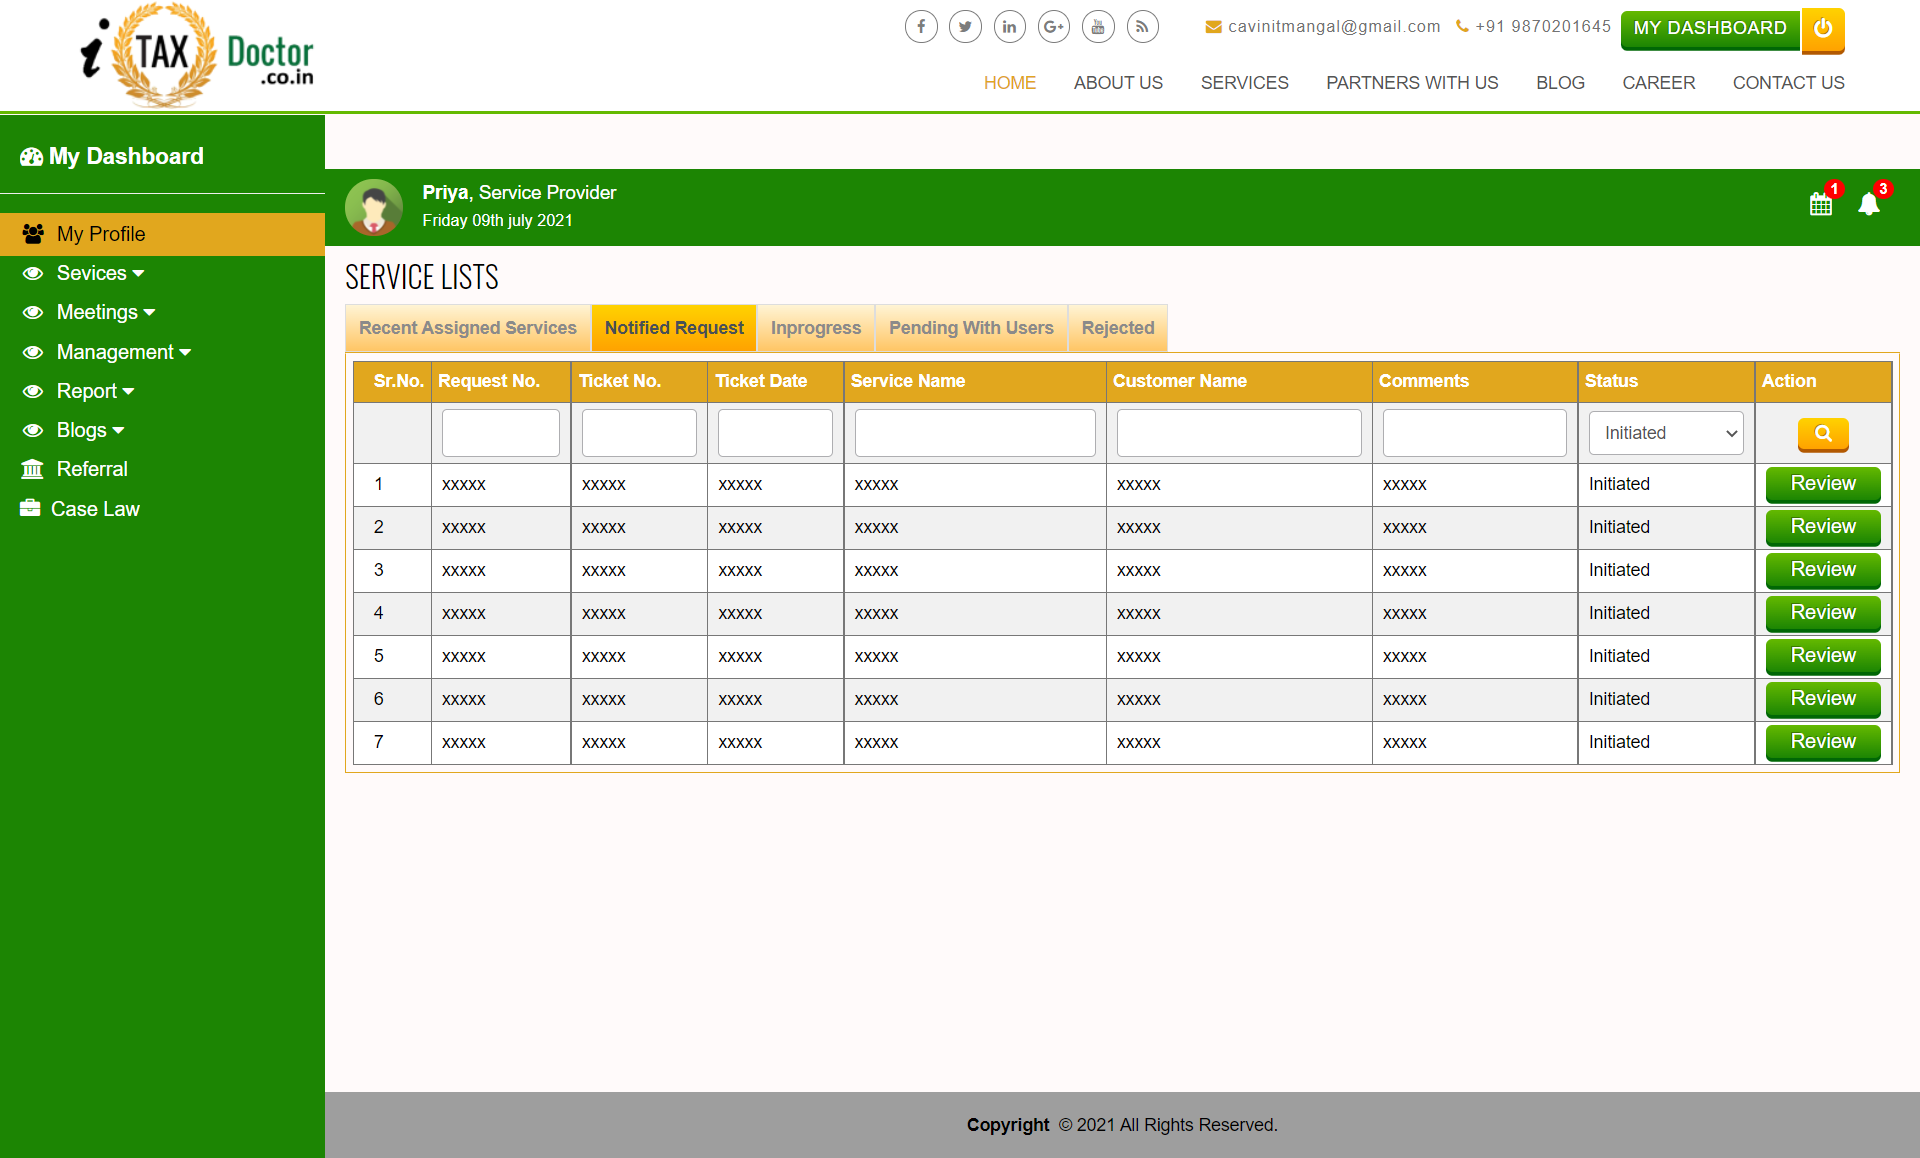 i TAX Doctor
.co.in
cavinitmangal@gmail.com +91 9870201645 MY DASHBOARD
HOME ABOUT US SERVICES PARTNERS WITH US BLOG CAREER CONTACT US
My Dashboard
My Profile
Sevices
Meetings
Management
Report
Blogs
Referral
Case Law
Priya, Service Provider
Friday 09th july 2021
1 3
SERVICE LISTS
Recent Assigned Services Notified Request Inprogress Pending With Users Rejected
Sr.No. Request No. Ticket No. Ticket Date Service Name Customer Name Comments Status Action
Initiated
1 xxxxx xxxxx xxxxx xxxxx xxxxx xxxxx Initiated Review
2 xxxxx xxxxx xxxxx xxxxx xxxxx xxxxx Initiated Review
3 xxxxx xxxxx xxxxx xxxxx xxxxx xxxxx Initiated Review
4 xxxxx xxxxx xxxxx xxxxx xxxxx xxxxx Initiated Review
5 xxxxx xxxxx xxxxx xxxxx xxxxx xxxxx Initiated Review
6 xxxxx xxxxx xxxxx xxxxx xxxxx xxxxx Initiated Review
7 xxxxx xxxxx xxxxx xxxxx xxxxx xxxxx Initiated Review
Copyright © 2021 All Rights Reserved.